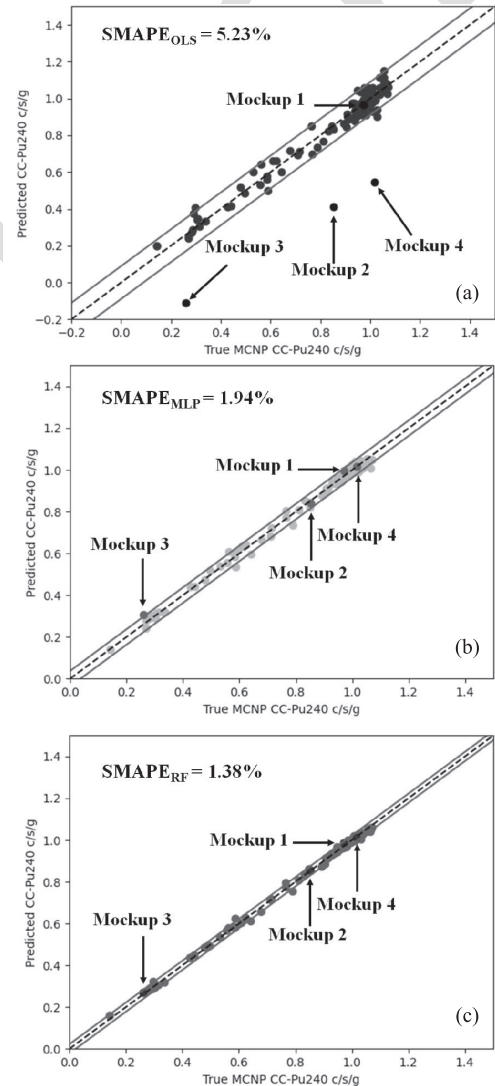 SMAPEOLS = 5.23%
Mockup 1
Mockup 3
Mockup 2
Mockup 4
(a)
Predicted CC-Pu240 c/s/g
1.4
1.2
1.0
0.8
0.6
0.4
0.2
0.0
−0.2
−0.2 0.0 0.2 0.4 0.6 0.8 1.0 1.2 1.4
True MCNP CC-Pu240 c/s/g
SMAPEMLP = 1.94%
Mockup 1
Mockup 3
Mockup 2
Mockup 4
(b)
Predicted CC-Pu240 c/s/g
1.4
1.2
1.0
0.8
0.6
0.4
0.2
0.0
0.0 0.2 0.4 0.6 0.8 1.0 1.2 1.4
True MCNP CC-Pu240 c/s/g
SMAPERF = 1.38%
Mockup 1
Mockup 3
Mockup 4
Mockup 2
(c)
Predicted CC-Pu240 c/s/g
1.4
1.2
1.0
0.8
0.6
0.4
0.2
0.0
0.0 0.2 0.4 0.6 0.8 1.0 1.2 1.4
True MCNP CC-Pu240 c/s/g